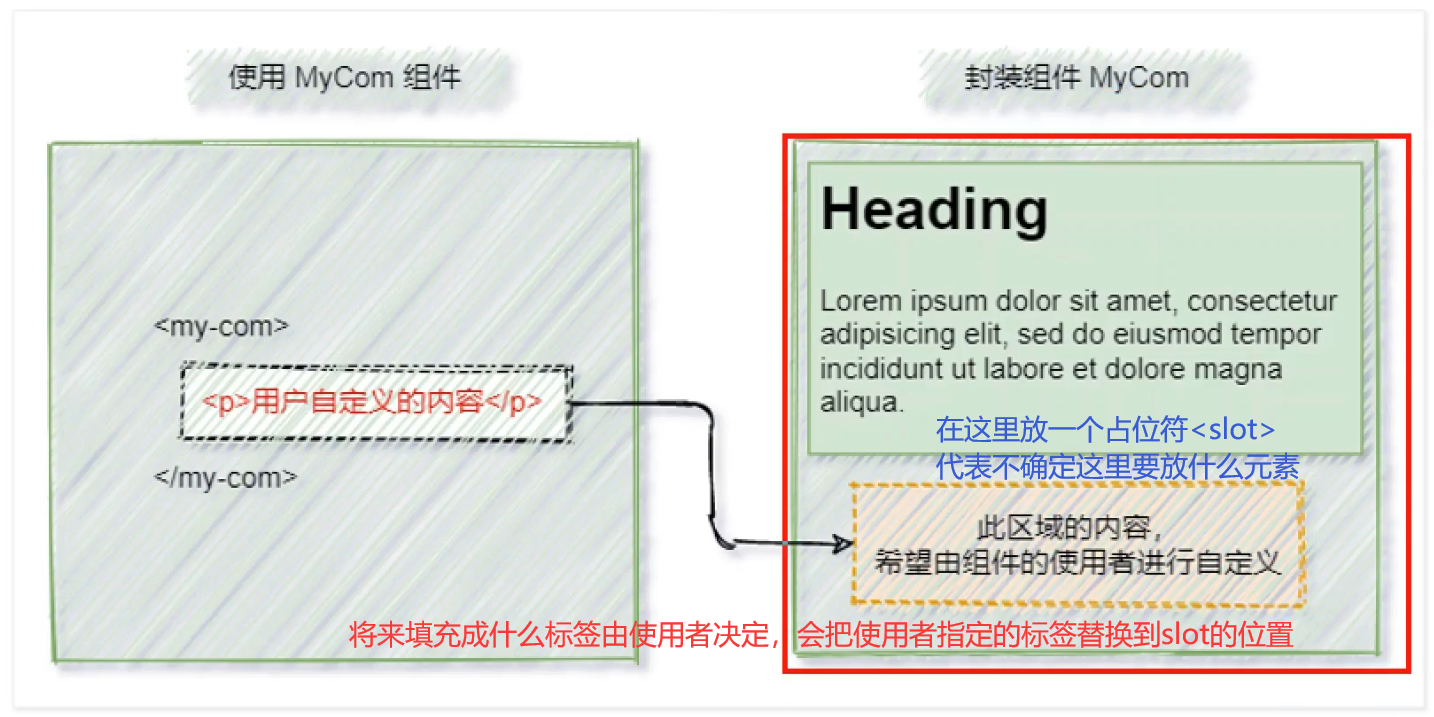 使用 MyCom 组件
封装组件 MyCom
<my-com>
<p>用户自定义的内容</p>
</my-com>
Heading
Lorem ipsum dolor sit amet, consectetur
adipisicing elit, sed do eiusmod tempor
incididunt ut labore et dolore magna
aliqua.
在这里放一个占位符<slot>
代表不确定这里要放什么元素
此区域的内容，
希望由组件的使用者进行自定义
将来填充成什么标签由使用者决定，会把使用者指定的标签替换到slot的位置